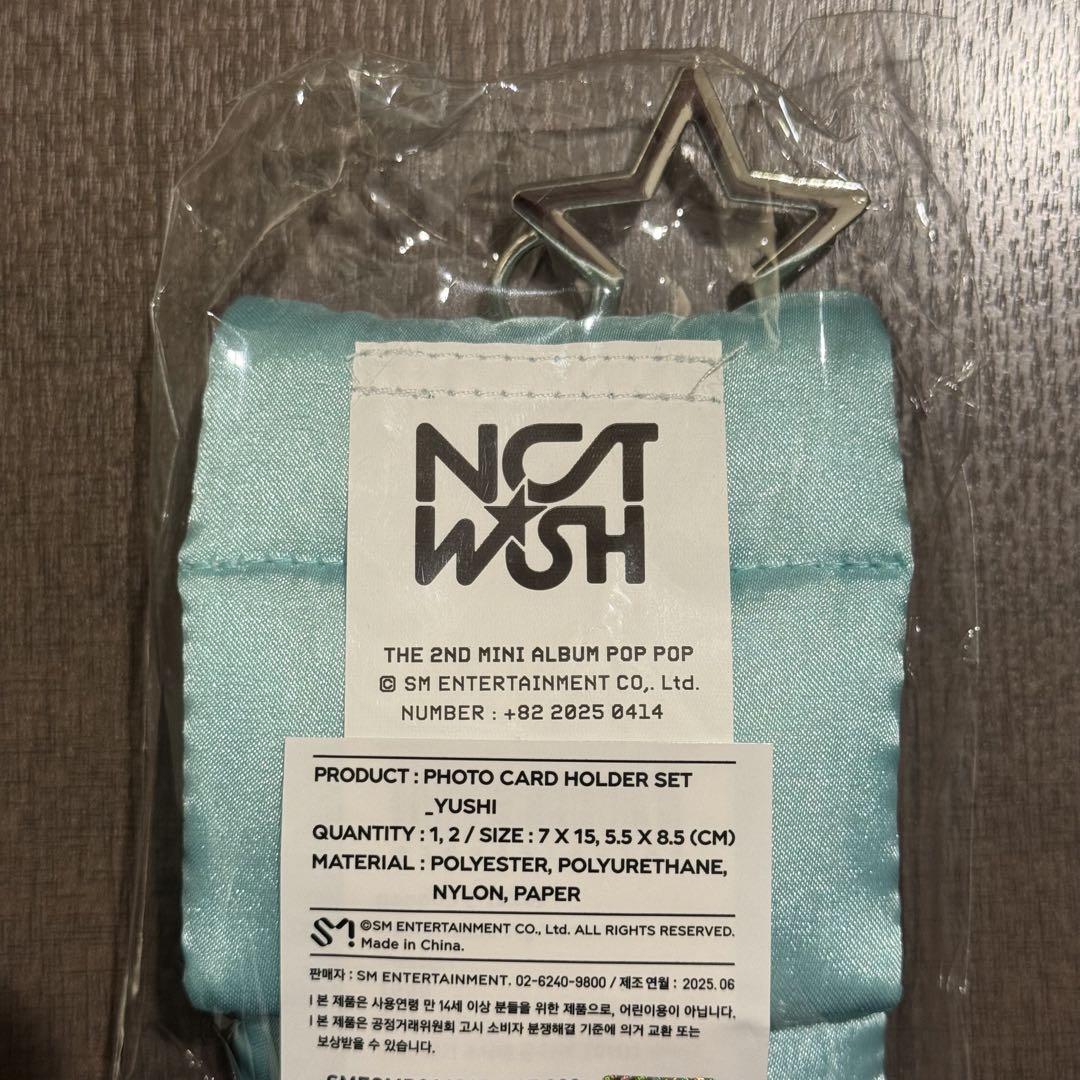 NCT
WISH
THE 2ND MINI ALBUM POP POP
© SM ENTERTAINMENT CO,. Ltd.
NUMBER : +82 2025 0414
PRODUCT : PHOTO CARD HOLDER SET
_YUSHI
QUANTITY : 1, 2 / SIZE : 7 X 15, 5.5 X 8.5 (CM)
MATERIAL : POLYESTER, POLYURETHANE,
NYLON, PAPER
SM! ©SM ENTERTAINMENT CO., Ltd. ALL RIGHTS RESERVED.
Made in China.
판매자 : SM ENTERTAINMENT. 02-6240-9800 / 제조연월 : 2025.06
| 본 제품은 사용연령 만 14세 이상 분들을 위한 제품으로, 어린이용이 아닙니다.
| 본 제품은 공정거래위원회 고시 소비자 분쟁해결 기준에 의거 교환 또는
보상받을 수 있습니다.